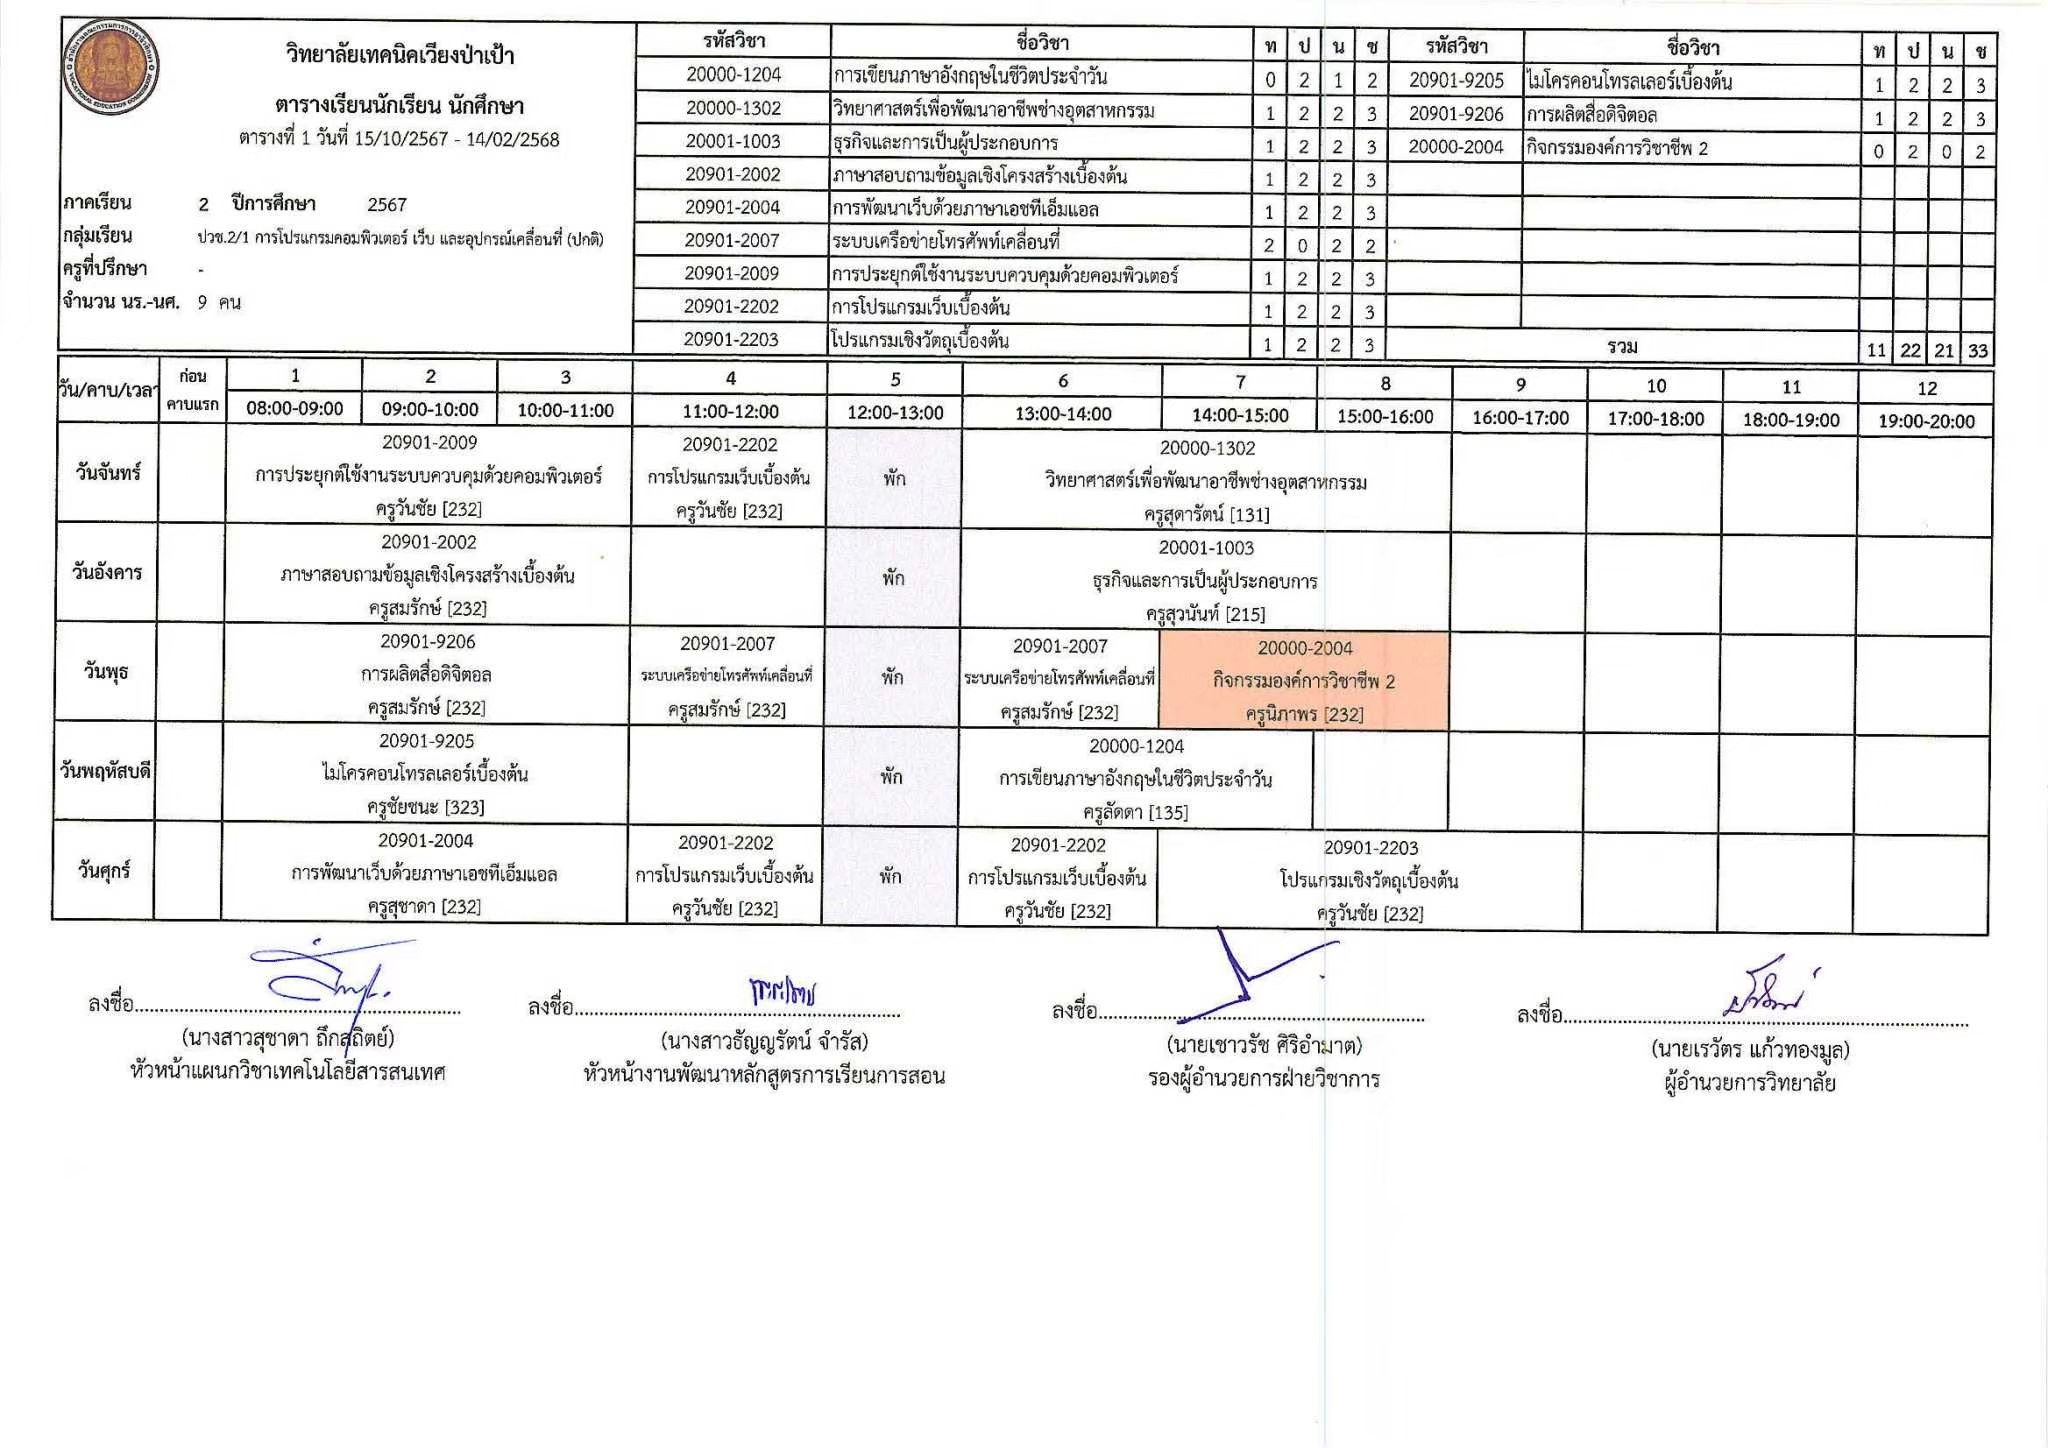 วิทยาลัยเทคนิคเวียงป่าเป้า
ตารางเรียนนักเรียน นักศึกษา
ตารางที่ 1 วันที่ 15/10/2567 - 14/02/2568
ภาคเรียน 2 ปีการศึกษา 2567
กลุ่มเรียน ปวช.2/1 การโปรแกรมคอมพิวเตอร์ เว็บ และอุปกรณ์เคลื่อนที่ (ปกติ)
ครูที่ปรึกษา -
จำนวน นร.-นศ. 9 คน
รหัสวิชา ชื่อวิชา ท ป น ช รหัสวิชา ชื่อวิชา ท ป น ช
20000-1204 การเขียนภาษาอังกฤษในชีวิตประจำวัน 0 2 1 2 20901-9205 ไมโครคอนโทรลเลอร์เบื้องต้น 1 2 2 3
20000-1302 วิทยาศาสตร์เพื่อพัฒนาอาชีพช่างอุตสาหกรรม 1 2 2 3 20901-9206 การผลิตสื่อดิจิตอล 1 2 2 3
20001-1003 ธุรกิจและการเป็นผู้ประกอบการ 1 2 2 3 20000-2004 กิจกรรมองค์การวิชาชีพ 2 0 2 0 2
20901-2002 ภาษาสอบถามข้อมูลเชิงโครงสร้างเบื้องต้น 1 2 2 3
20901-2004 การพัฒนาเว็บด้วยภาษาเอชทีเอ็มแอล 1 2 2 3
20901-2007 ระบบเครือข่ายโทรศัพท์เคลื่อนที่ 2 0 2 2
20901-2009 การประยุกต์ใช้งานระบบควบคุมด้วยคอมพิวเตอร์ 1 2 2 3
20901-2202 การโปรแกรมเว็บเบื้องต้น 1 2 2 3
20901-2203 โปรแกรมเชิงวัตถุเบื้องต้น 1 2 2 3 รวม 11 22 21 33
วัน/คาบ/เวลา ก่อน คาบแรก 1 2 3 4 5 6 7 8 9 10 11 12
08:00-09:00 09:00-10:00 10:00-11:00 11:00-12:00 12:00-13:00 13:00-14:00 14:00-15:00 15:00-16:00 16:00-17:00 17:00-18:00 18:00-19:00 19:00-20:00
20901-2009 20901-2202 20000-1302
วันจันทร์ การประยุกต์ใช้งานระบบควบคุมด้วยคอมพิวเตอร์ การโปรแกรมเว็บเบื้องต้น พัก วิทยาศาสตร์เพื่อพัฒนาอาชีพช่างอุตสาหกรรม
ครูวันชัย [232] ครูวันชัย [232] ครูสุดารัตน์ [131]
20901-2002 20001-1003
วันอังคาร ภาษาสอบถามข้อมูลเชิงโครงสร้างเบื้องต้น พัก ธุรกิจและการเป็นผู้ประกอบการ
ครูสมรักษ์ [232] ครูสุวนันท์ [215]
20901-9206 20901-2007 20901-2007 20000-2004
วันพุธ การผลิตสื่อดิจิตอล ระบบเครือข่ายโทรศัพท์เคลื่อนที่ พัก ระบบเครือข่ายโทรศัพท์เคลื่อนที่ กิจกรรมองค์การวิชาชีพ 2
ครูสมรักษ์ [232] ครูสมรักษ์ [232] ครูสมรักษ์ [232] ครูนิภาพร [232]
20901-9205 20000-1204
วันพฤหัสบดี ไมโครคอนโทรลเลอร์เบื้องต้น พัก การเขียนภาษาอังกฤษในชีวิตประจำวัน
ครูชัยชนะ [323] ครูลัดดา [135]
20901-2004 20901-2202 20901-2202 20901-2203
วันศุกร์ การพัฒนาเว็บด้วยภาษาเอชทีเอ็มแอล การโปรแกรมเว็บเบื้องต้น พัก การโปรแกรมเว็บเบื้องต้น โปรแกรมเชิงวัตถุเบื้องต้น
ครูสุชาดา [232] ครูวันชัย [232] ครูวันชัย [232] ครูวันชัย [232]
ลงชื่อ ลงชื่อ ลงชื่อ ลงชื่อ
(นางสาวสุชาดา ถึกสถิตย์) (นางสาวธัญญรัตน์ จำรัส) (นายเชาวรัช ศิริอำมาต) (นายเรวัตร แก้วทองมูล)
หัวหน้าแผนกวิชาเทคโนโลยีสารสนเทศ หัวหน้างานพัฒนาหลักสูตรการเรียนการสอน รองผู้อำนวยการฝ่ายวิชาการ ผู้อำนวยการวิทยาลัย